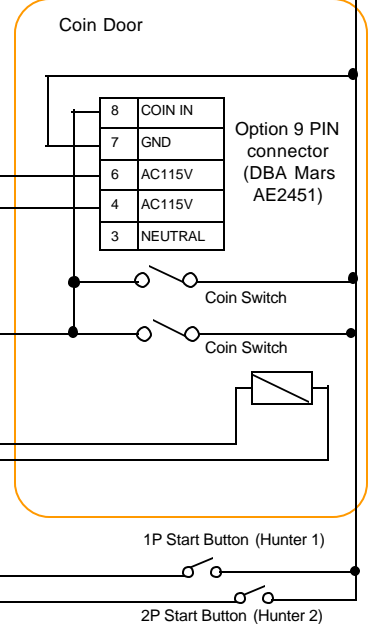 Coin Door
8 COIN IN
7 GND
6 AC115V
4 AC115V
3 NEUTRAL
Option 9 PIN
connector
(DBA Mars
AE2451)
Coin Switch
Coin Switch
1P Start Button (Hunter 1)
2P Start Button (Hunter 2)